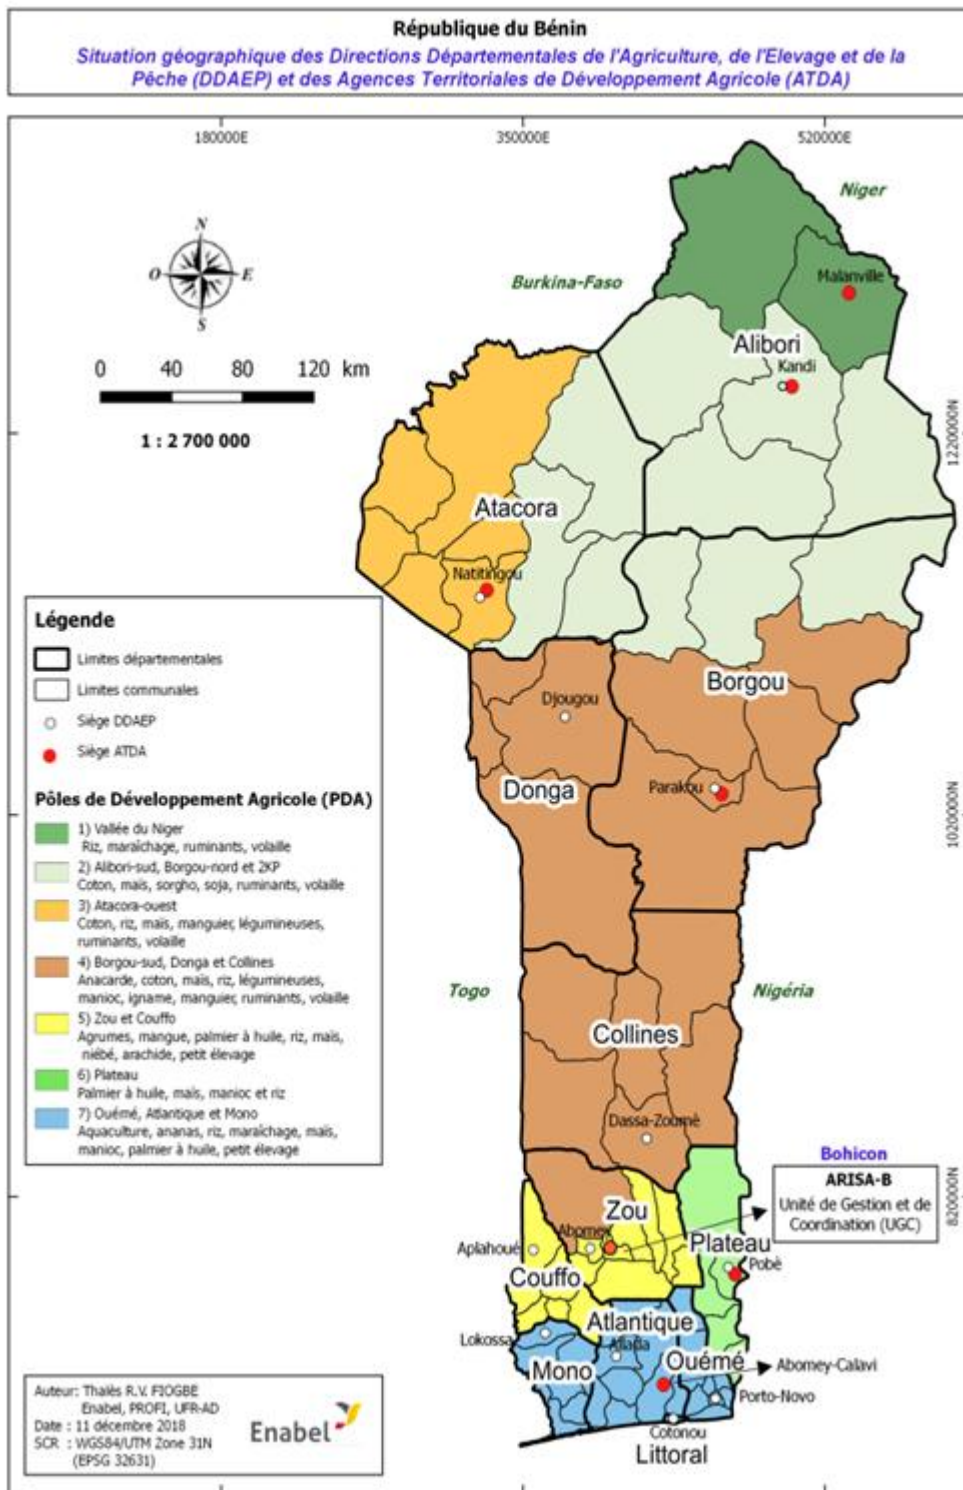 République du Bénin
Situation géographique des Directions Départementales de l'Agriculture, de l'Elevage et de la
Pêche (DDAEP) et des Agences Territoriales de Développement Agricole (ATDA)
180000E
350000E
520000E
Niger
N
O
E
S
Burkina-Faso
Malanville
Alibori
Kandi
0 40 80 120 km
1 : 2 700 000
1220000N
Atacora
Natitingou
Légende
Limites départementales
Limites communales
Siège DDAEP
Siège ATDA
Pôles de Développement Agricole (PDA)
1) Vallée du Niger
Riz, maraîchage, ruminants, volaille
2) Alibori-sud, Borgou-nord et 2KP
Coton, maïs, sorgho, soja, ruminants, volaille
3) Atacora-ouest
Coton, riz, maïs, manguier, légumineuses,
ruminants, volaille
4) Borgou-sud, Donga et Collines
Anacarde, coton, maïs, riz, légumineuses,
manioc, igname, manguier, ruminants, volaille
5) Zou et Couffo
Agrumes, mangue, palmier à huile, riz, maïs,
niébé, arachide, petit élevage
6) Plateau
Palmier à huile, maïs, manioc et riz
7) Ouémé, Atlantique et Mono
Aquaculture, ananas, riz, maraîchage, maïs,
manioc, palmier à huile, petit élevage
Borgou
Djougou
Donga
Parakou
1020000N
Togo
Nigéria
Collines
Dassa-Zoumè
Bohicon
ARISA-B
Unité de Gestion et de
Coordination (UGC)
820000N
Zou
Abomey
Aplahoué
Plateau
Pobè
Couffo
Atlantique
Lokossa
Allada
Mono
Ouémé
Abomey-Calavi
Porto-Novo
Cotonou
Littoral
Auteur: Thalès R.V. FIOGBE
Enabel, PROFI, UFR-AD
Date : 11 décembre 2018
SCR : WGS84/UTM Zone 31N
(EPSG 32631)
Enabel